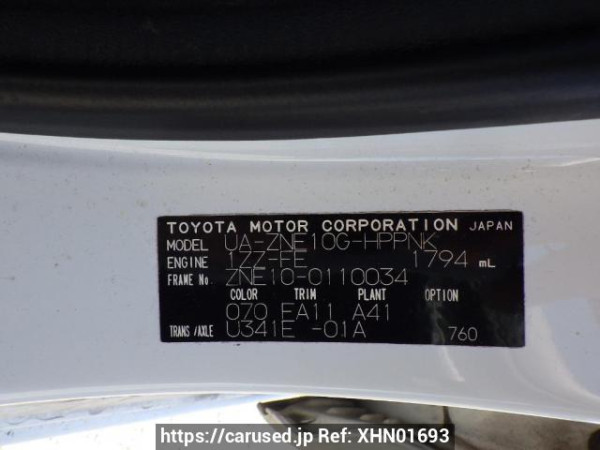 TOYOTA MOTOR CORPORATION JAPAN
MODEL UA-ZNE10G-HPPNK
ENGINE 1ZZ-FE 1794 mL
FRAME No. ZNE10-0110034
COLOR TRIM PLANT OPTION
070 EA11 A41
TRANS/AXLE U341E -01A 760
https://carused.jp Ref: XHN01693